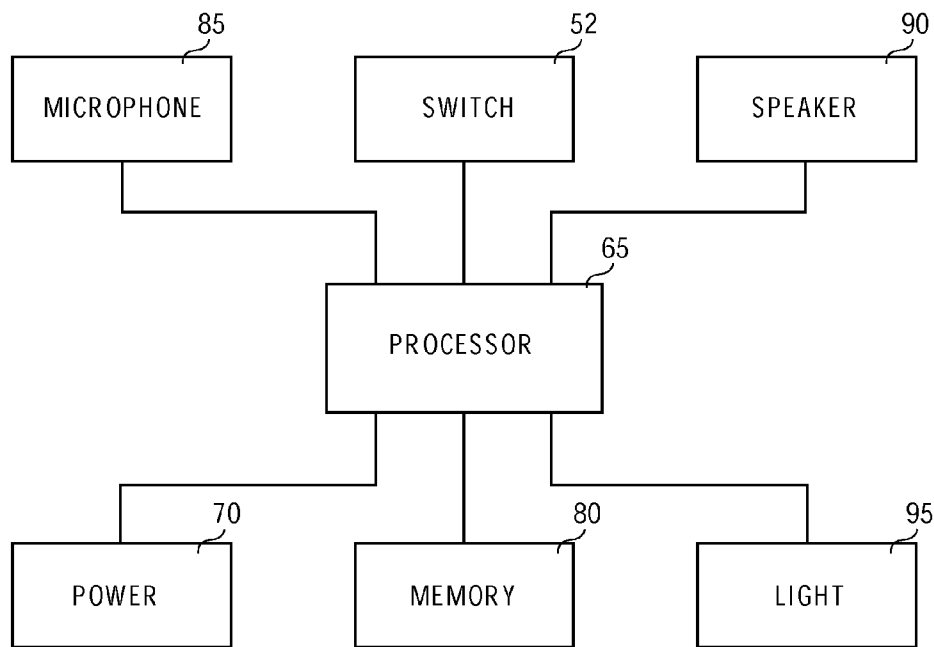 85
52
90
MICROPHONE
SWITCH
SPEAKER
65
PROCESSOR
70
80
95
POWER
MEMORY
LIGHT